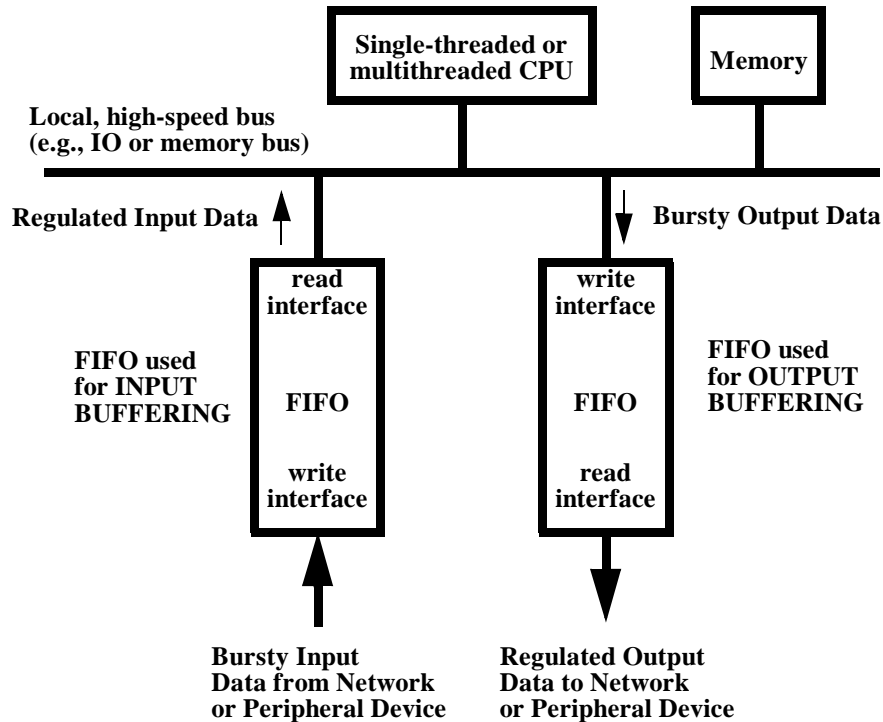 Single-threaded or
multithreaded CPU
Memory
Local, high-speed bus
(e.g., IO or memory bus)
Regulated Input Data
Bursty Output Data
read
interface
write
interface
FIFO used
for INPUT
BUFFERING
FIFO
FIFO
FIFO used
for OUTPUT
BUFFERING
write
interface
read
interface
Bursty Input
Data from Network
or Peripheral Device
Regulated Output
Data to Network
or Peripheral Device